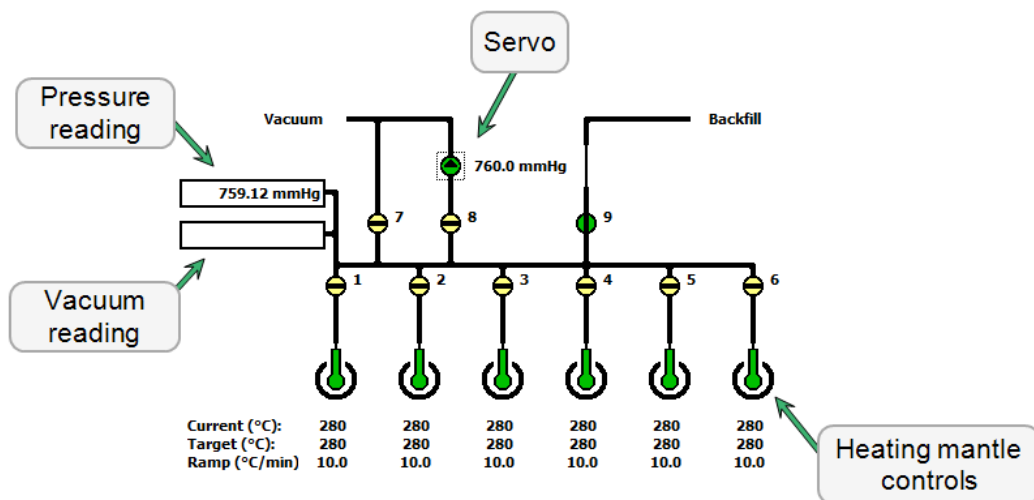 Servo
Pressure
reading
Vacuum
Backfill
760.0 mmHg
759.12 mmHg
7
8
9
Vacuum
reading
1
2
3
4
5
6
Current (°C): 280 280 280 280 280 280
Target (°C): 280 280 280 280 280 280
Ramp (°C/min) 10.0 10.0 10.0 10.0 10.0 10.0
Heating mantle
controls